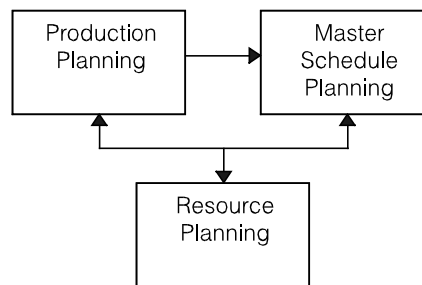 Production
Planning
Master
Schedule
Planning
Resource
Planning